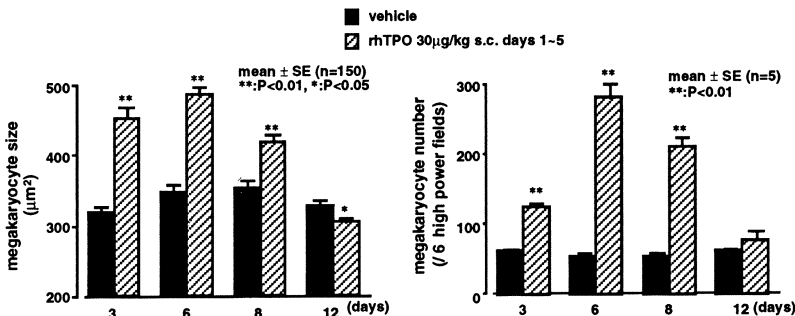 vehicle
rhTPO 30μg/kg s.c. days 1~5
mean ± SE (n=150)
**:P<0.01, *:P<0.05
megakaryocyte size
(μm²)
500
400
300
200
**
**
**
*
3 6 8 12 (days)
mean ± SE (n=5)
**:P<0.01
megakaryocyte number
(/ 6 high power fields)
300
200
100
0
**
**
**
3 6 8 12 (days)